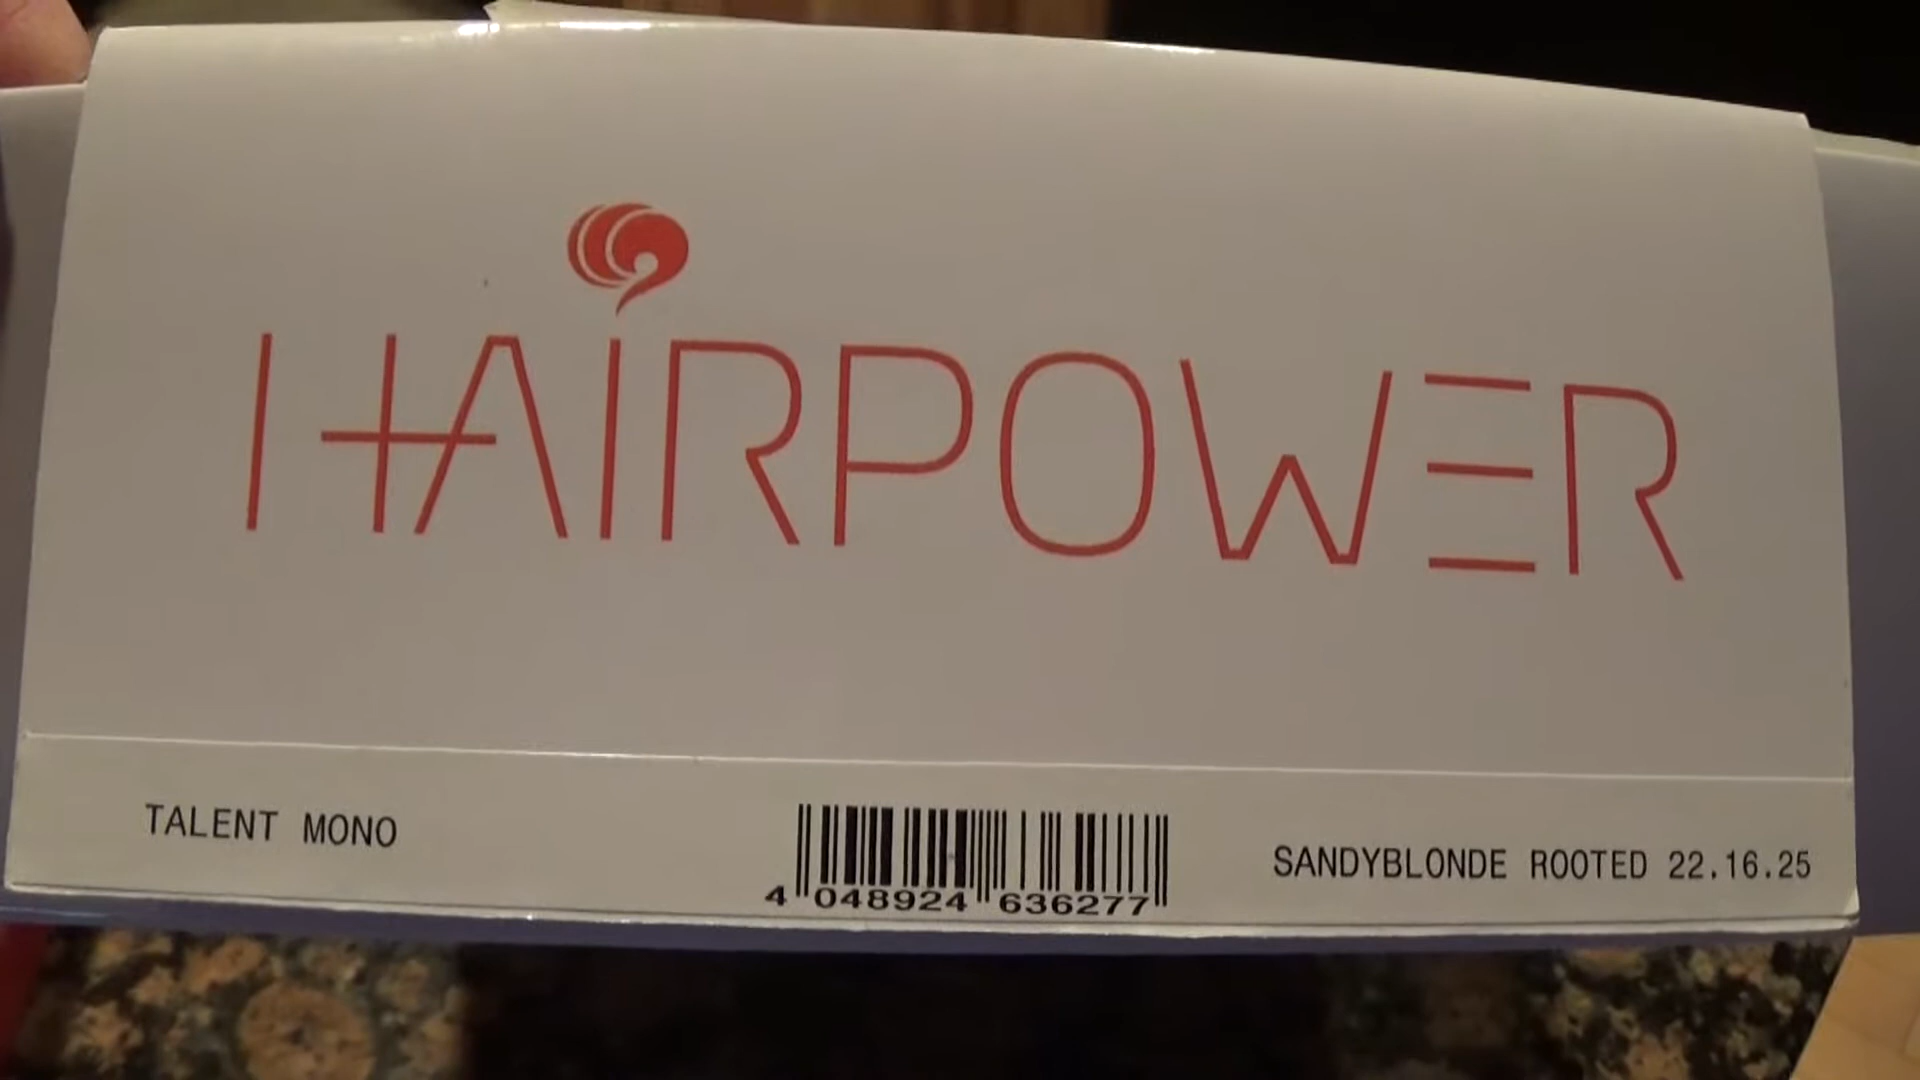 HAIRPOWER
TALENT MONO
4 048924 636277
SANDYBLONDE ROOTED 22.16.25